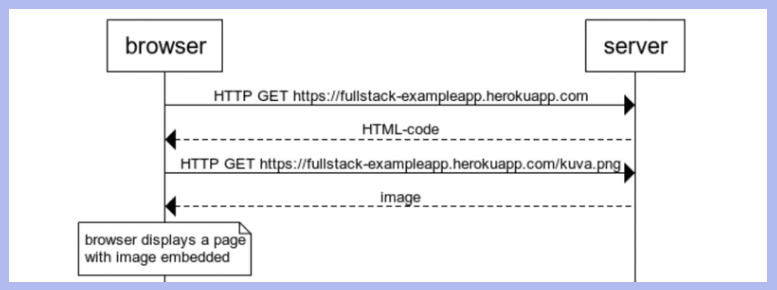 browser
server
HTTP GET https://fullstack-exampleapp.herokuapp.com
HTML-code
HTTP GET https://fullstack-exampleapp.herokuapp.com/kuva.png
image
browser displays a page
with image embedded